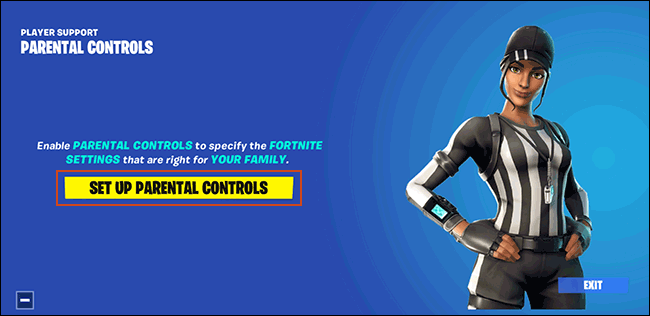 PLAYER SUPPORT
PARENTAL CONTROLS
Enable PARENTAL CONTROLS to specify the FORTNITE
SETTINGS that are right for YOUR FAMILY.
SET UP PARENTAL CONTROLS
EXIT